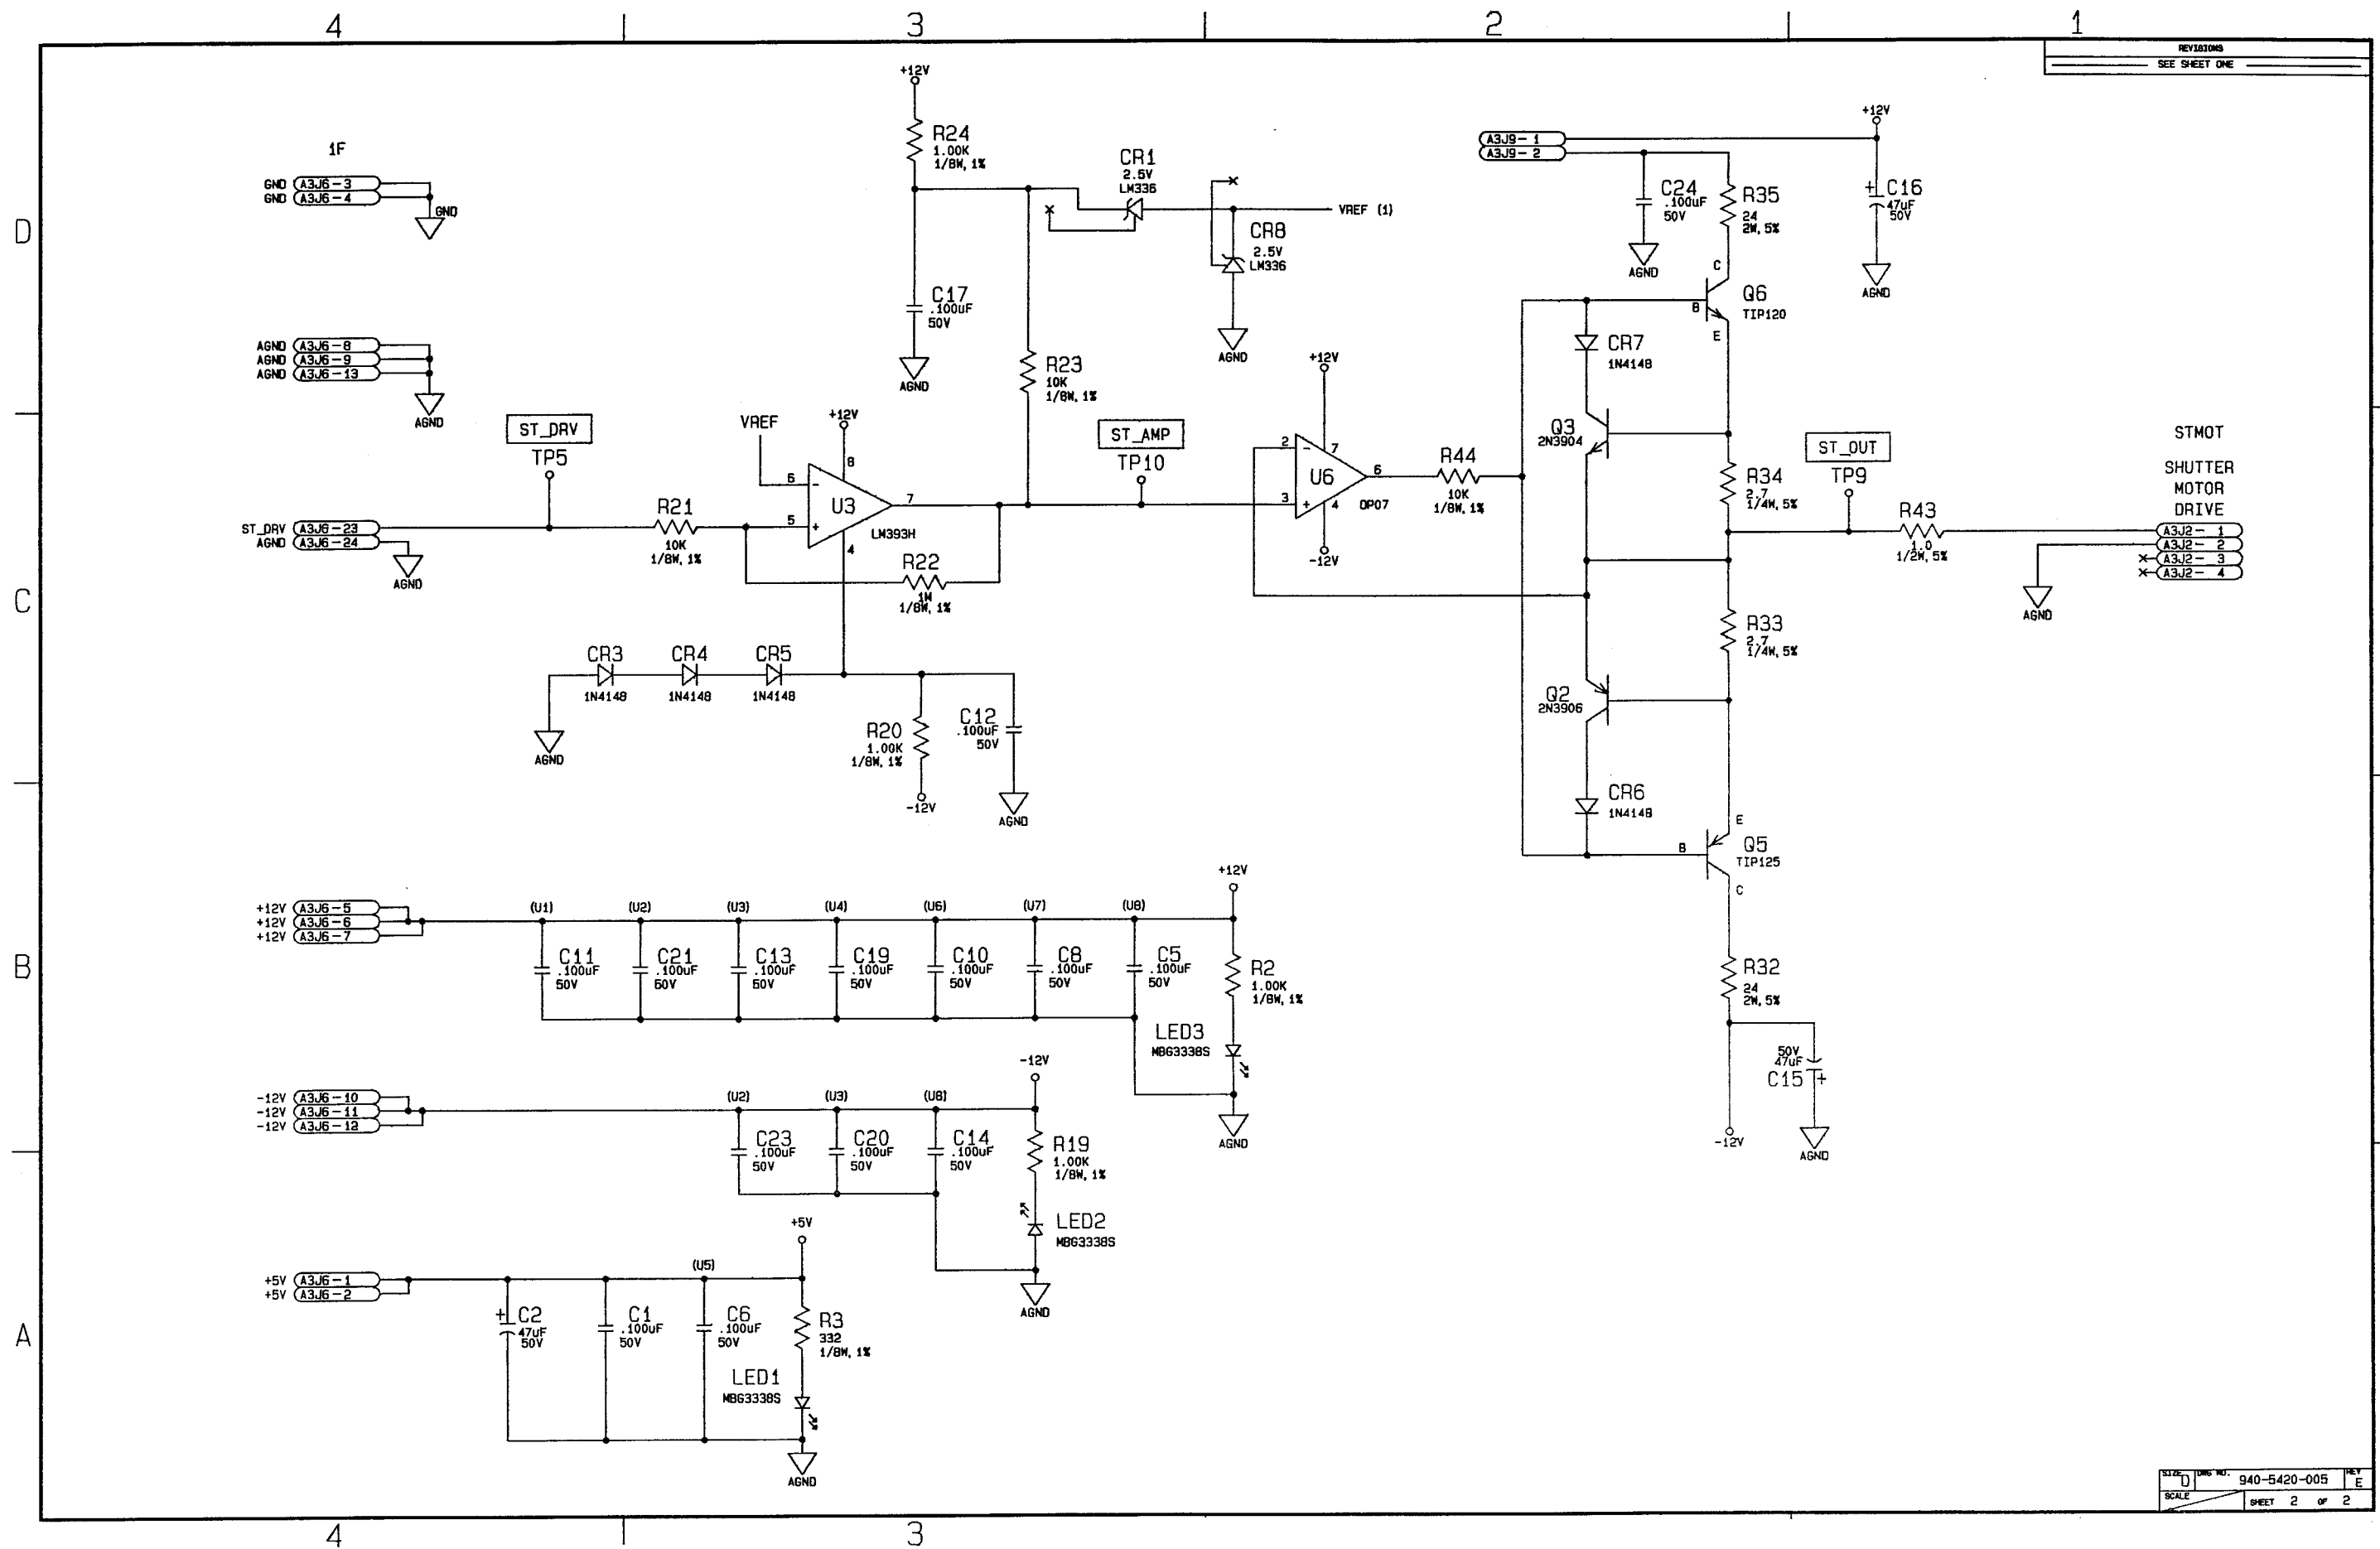 4 3 2 1
REVISIONS
SEE SHEET ONE
D
C
B
A
1F
GND A3J6-3
GND A3J6-4
GND
AGND A3J6-8
AGND A3J6-9
AGND A3J6-13
AGND
+12V
R24
1.00K
1/8W, 1%
C17
.100uF
50V
AGND
CR1
2.5V
LM336
VREF (1)
CR8
2.5V
LM336
AGND
R23
10K
1/8W, 1%
ST_DRV
TP5
ST_DRV A3J6-23
AGND A3J6-24
AGND
R21
10K
1/8W, 1%
VREF
+12V
8
6
5
7
4
U3
LM393H
R22
1M
1/8W, 1%
ST_AMP
TP10
CR3
1N4148
CR4
1N4148
CR5
1N4148
AGND
R20
1.00K
1/8W, 1%
-12V
C12
.100uF
50V
AGND
+12V
7
2
3
6
4
U6
OP07
-12V
R44
10K
1/8W, 1%
A3J9-1
A3J9-2
C24
.100uF
50V
AGND
R35
24
2W, 5%
+12V
C16
47uF
50V
AGND
C
B
E
Q6
TIP120
CR7
1N4148
Q3
2N3904
R34
2.7
1/4W, 5%
ST_OUT
TP9
R43
1.0
1/2W, 5%
STMOT
SHUTTER
MOTOR
DRIVE
A3J2- 1
A3J2- 2
A3J2- 3
A3J2- 4
AGND
R33
2.7
1/4W, 5%
Q2
2N3906
CR6
1N4148
E
B
C
Q5
TIP125
R32
24
2W, 5%
50V
47uF
C15
-12V
AGND
+12V A3J6-5
+12V A3J6-6
+12V A3J6-7
(U1) (U2) (U3) (U4) (U6) (U7) (U8)
+12V
C11
.100uF
50V
C21
.100uF
50V
C13
.100uF
50V
C19
.100uF
50V
C10
.100uF
50V
C8
.100uF
50V
C5
.100uF
50V
R2
1.00K
1/8W, 1%
LED3
MBG3338S
AGND
-12V A3J6-10
-12V A3J6-11
-12V A3J6-12
(U2) (U3) (U8)
-12V
C23
.100uF
50V
C20
.100uF
50V
C14
.100uF
50V
R19
1.00K
1/8W, 1%
LED2
MBG3338S
AGND
+5V A3J6-1
+5V A3J6-2
(U5)
+5V
C2
47uF
50V
C1
.100uF
50V
C6
.100uF
50V
R3
332
1/8W, 1%
LED1
MBG3338S
AGND
SIZE D DWG NO. 940-5420-005 REV E
SCALE SHEET 2 OF 2
4 3